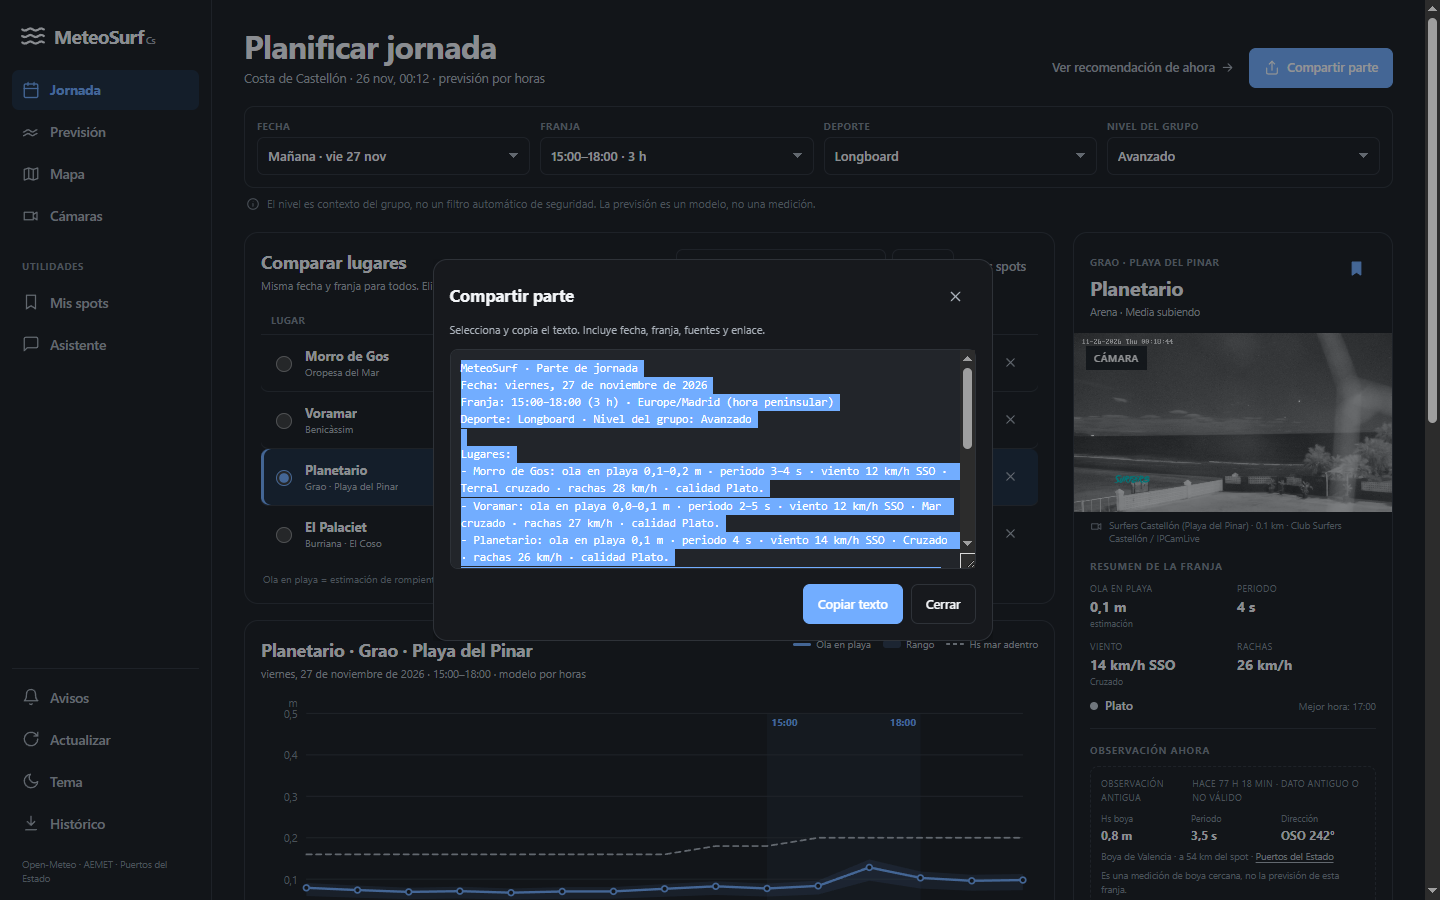 MeteoSurf Cs
Jornada
Previsión
Mapa
Cámaras
UTILIDADES
Mis spots
Asistente
Avisos
Actualizar
Tema
Histórico
Open-Meteo · AEMET · Puertos del
Estado
Planificar jornada
Costa de Castellón · 26 nov, 00:12 · previsión por horas
Ver recomendación de ahora →
Compartir parte
FECHA
Mañana · vie 27 nov
FRANJA
15:00–18:00 · 3 h
DEPORTE
Longboard
NIVEL DEL GRUPO
Avanzado
El nivel es contexto del grupo, no un filtro automático de seguridad. La previsión es un modelo, no una medición.
Comparar lugares
Misma fecha y franja para todos. Eli
spots
LUGAR
Morro de Gos
Oropesa del Mar
Voramar
Benicàssim
Planetario
Grao · Playa del Pinar
El Palaciet
Burriana · El Coso
Ola en playa = estimación de rompient
Compartir parte
Selecciona y copia el texto. Incluye fecha, franja, fuentes y enlace.
MeteoSurf · Parte de jornada
Fecha: viernes, 27 de noviembre de 2026
Franja: 15:00–18:00 (3 h) · Europe/Madrid (hora peninsular)
Deporte: Longboard · Nivel del grupo: Avanzado
Lugares:
- Morro de Gos: ola en playa 0,1–0,2 m · periodo 3–4 s · viento 12 km/h SSO ·
Terral cruzado · rachas 28 km/h · calidad Plato.
- Voramar: ola en playa 0,0–0,1 m · periodo 2–5 s · viento 12 km/h SSO · Mar
cruzado · rachas 27 km/h · calidad Plato.
- Planetario: ola en playa 0,1 m · periodo 4 s · viento 14 km/h SSO · Cruzado
· rachas 26 km/h · calidad Plato.
Copiar texto
Cerrar
Planetario · Grao · Playa del Pinar
viernes, 27 de noviembre de 2026 · 15:00–18:00 · modelo por horas
Ola en playa
Rango
Hs mar adentro
m
0,5
0,4
0,3
0,2
0,1
15:00
18:00
GRAO · PLAYA DEL PINAR
Planetario
Arena · Media subiendo
11-26-2026 Thu 00:10:44
CÁMARA
Surfers Castellón (Playa del Pinar) · 0.1 km · Club Surfers
Castellón / IPCamLive
RESUMEN DE LA FRANJA
OLA EN PLAYA
0,1 m
estimación
PERIODO
4 s
VIENTO
14 km/h SSO
Cruzado
RACHAS
26 km/h
Plato
Mejor hora: 17:00
OBSERVACIÓN AHORA
OBSERVACIÓN
ANTIGUA
HACE 77 H 18 MIN · DATO ANTIGUO O
NO VÁLIDO
Hs boya
0,8 m
Periodo
3,5 s
Dirección
OSO 242°
Boya de Valencia · a 54 km del spot · Puertos del Estado
Es una medición de boya cercana, no la previsión de esta
franja.